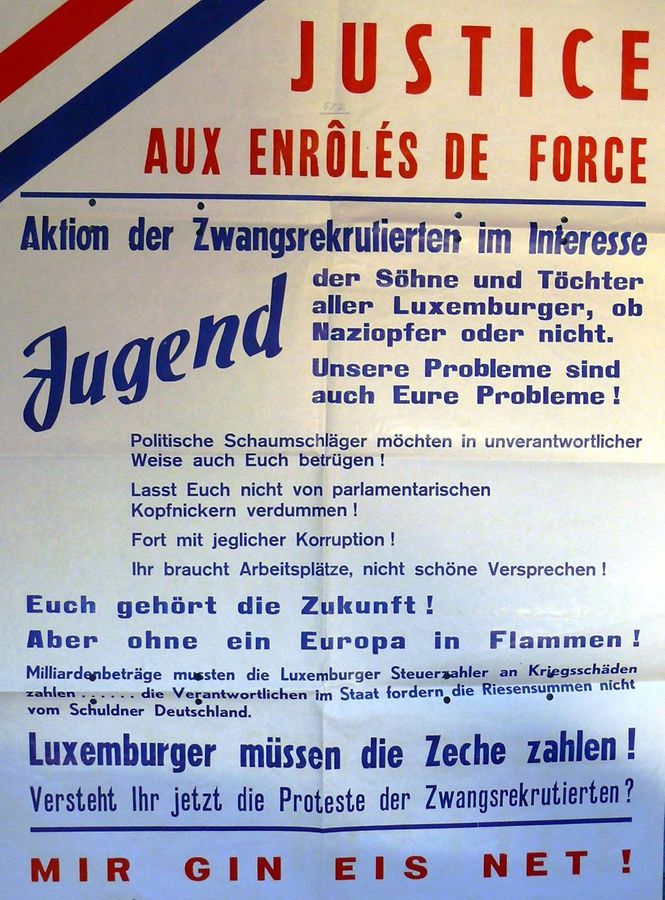 JUSTICE
AUX ENRÔLÉS DE FORCE
Aktion der Zwangsrekrutierten im Interesse
Jugend
der Söhne und Töchter
aller Luxemburger, ob
Naziopfer oder nicht.
Unsere Probleme sind
auch Eure Probleme !
Politische Schaumschläger möchten in unverantwortlicher
Weise auch Euch betrügen !
Lasst Euch nicht von parlamentarischen
Kopfnickern verdummen !
Fort mit jeglicher Korruption !
Ihr braucht Arbeitsplätze, nicht schöne Versprechen !
Euch gehört die Zukunft !
Aber ohne ein Europa in Flammen !
Milliardenbeträge mussten die Luxemburger Steuerzahler an Kriegsschäden
zahlen . . . . . . die Verantwortlichen im Staat fordern die Riesensummen nicht
vom Schuldner Deutschland.
Luxemburger müssen die Zeche zahlen !
Versteht Ihr jetzt die Proteste der Zwangsrekrutierten ?
MIR GIN EIS NET !